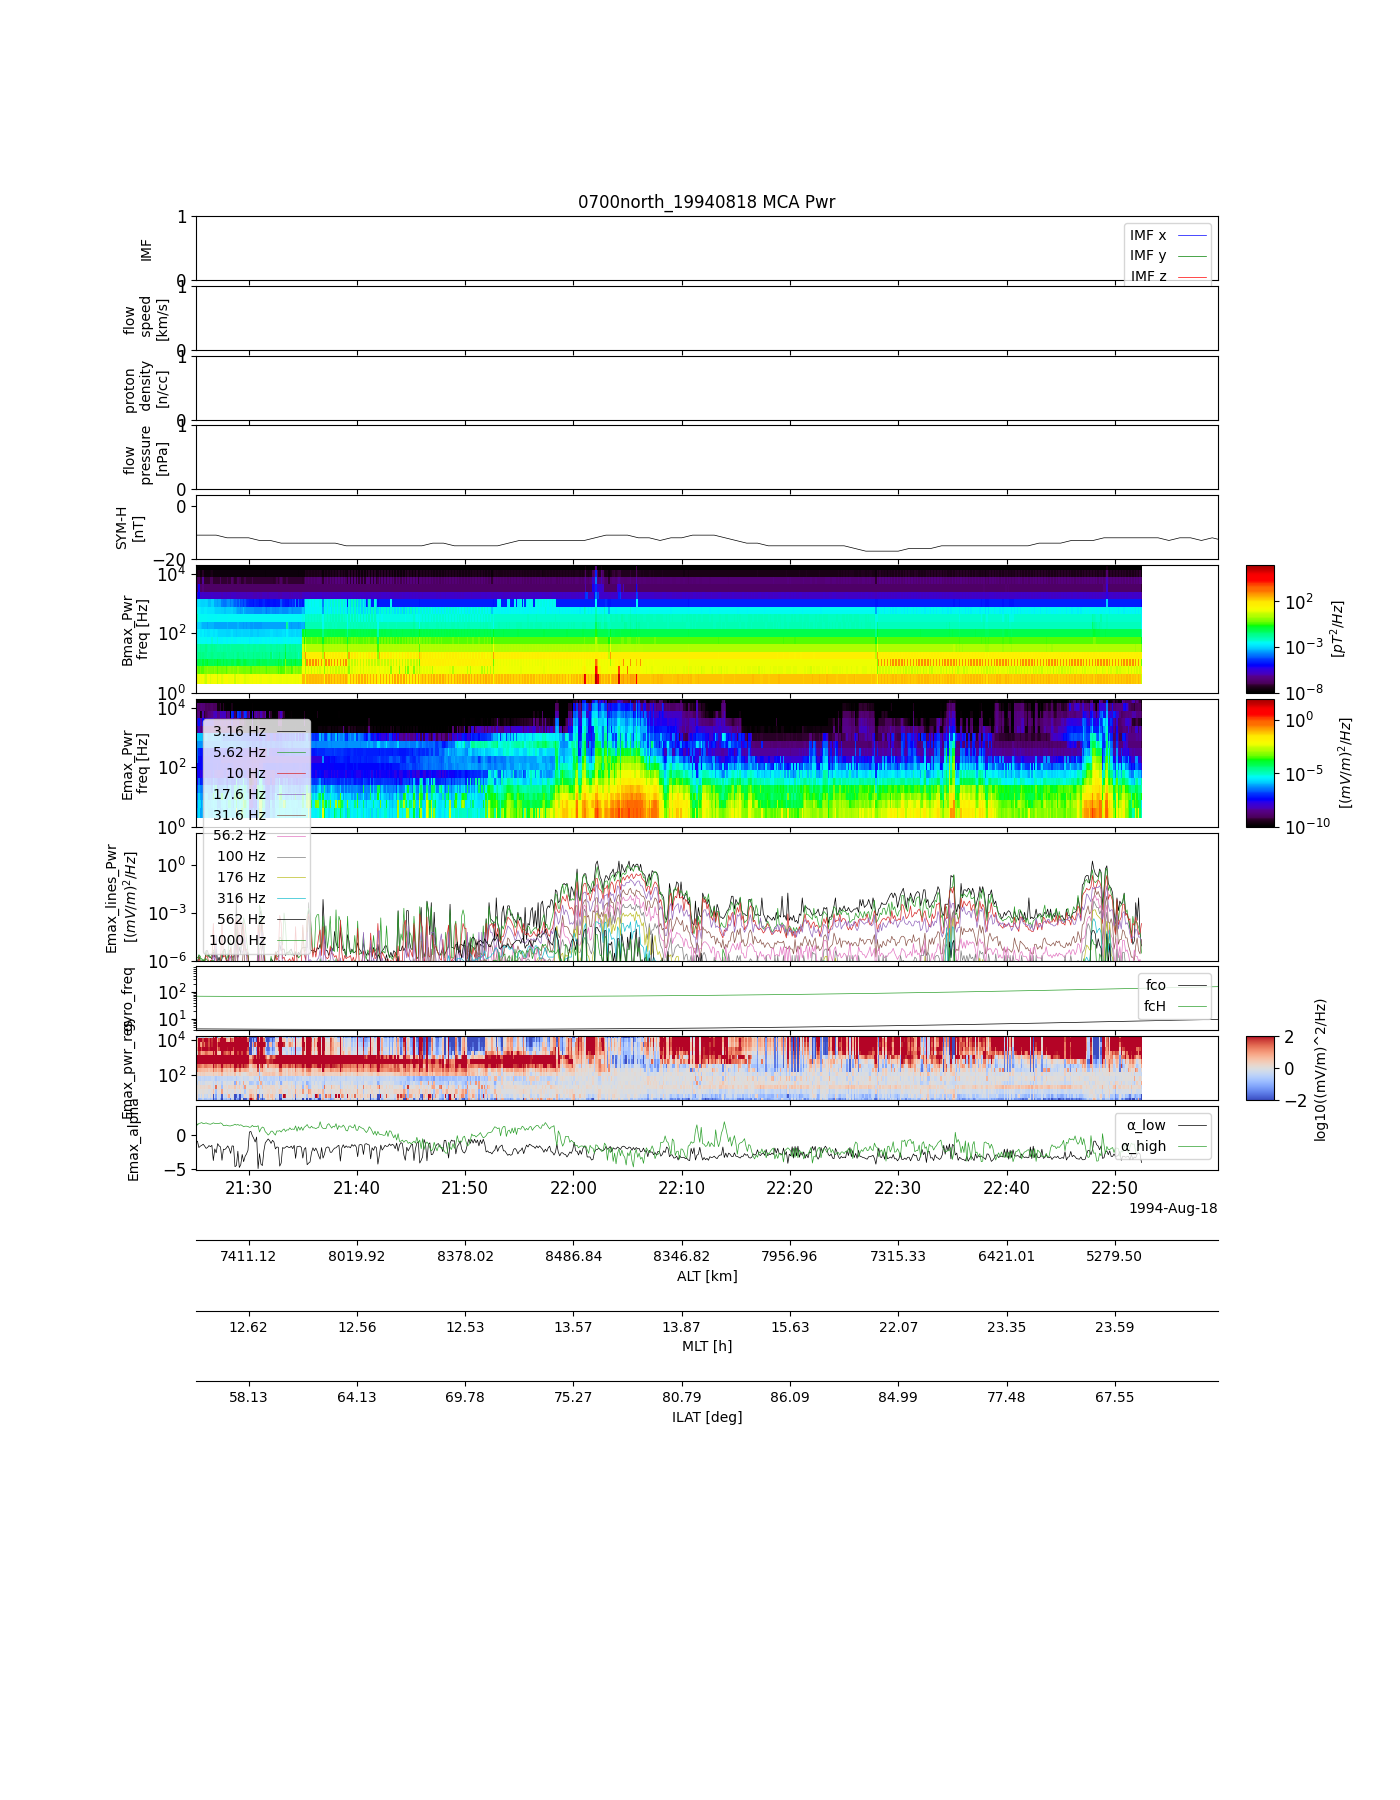 0700north_19940818 MCA Pwr
1
0
IMF
IMF x
IMF y
IMF z
1
0
flow
speed
[km/s]
1
0
proton
density
[n/cc]
1
0
flow
pressure
[nPa]
0
−20
SYM-H
[nT]
10^4
10^2
10^0
Bmax_Pwr
freq [Hz]
10^2
10^−3
10^−8
[pT^2/Hz]
10^4
10^2
10^0
Emax_Pwr
freq [Hz]
10^0
10^−5
10^−10
[(mV/m)^2/Hz]
3.16 Hz
5.62 Hz
10 Hz
17.6 Hz
31.6 Hz
56.2 Hz
100 Hz
176 Hz
316 Hz
562 Hz
1000 Hz
10^0
10^−3
10^−6
Emax_lines_Pwr
[(mV/m)^2/Hz]
10^2
10^1
gyro_freq
fco
fcH
10^4
10^2
Emax_pwr_reg
2
0
−2
log10((mV/m)^2/Hz)
0
−5
Emax_alpha
α_low
α_high
21:30 21:40 21:50 22:00 22:10 22:20 22:30 22:40 22:50
1994-Aug-18
7411.12 8019.92 8378.02 8486.84 8346.82 7956.96 7315.33 6421.01 5279.50
ALT [km]
12.62 12.56 12.53 13.57 13.87 15.63 22.07 23.35 23.59
MLT [h]
58.13 64.13 69.78 75.27 80.79 86.09 84.99 77.48 67.55
ILAT [deg]